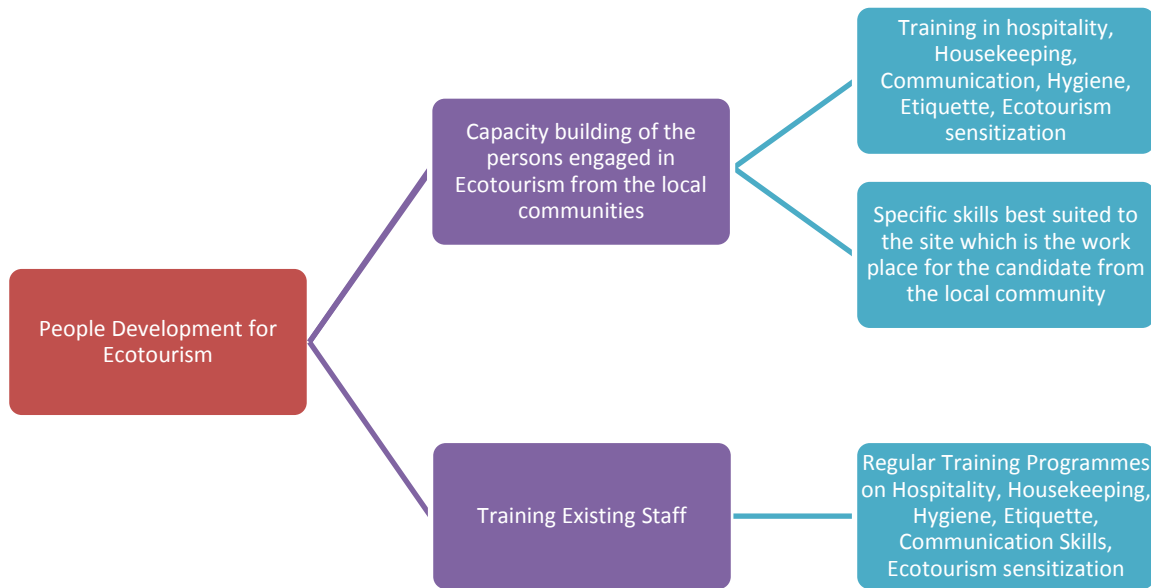 People Development for
Ecotourism
Capacity building of the
persons engaged in
Ecotourism from the local
communities
Training in hospitality,
Housekeeping,
Communication, Hygiene,
Etiquette, Ecotourism
sensitization
Specific skills best suited to
the site which is the work
place for the candidate from
the local community
Training Existing Staff
Regular Training Programmes
on Hospitality, Housekeeping,
Hygiene, Etiquette,
Communication Skills,
Ecotourism sensitization